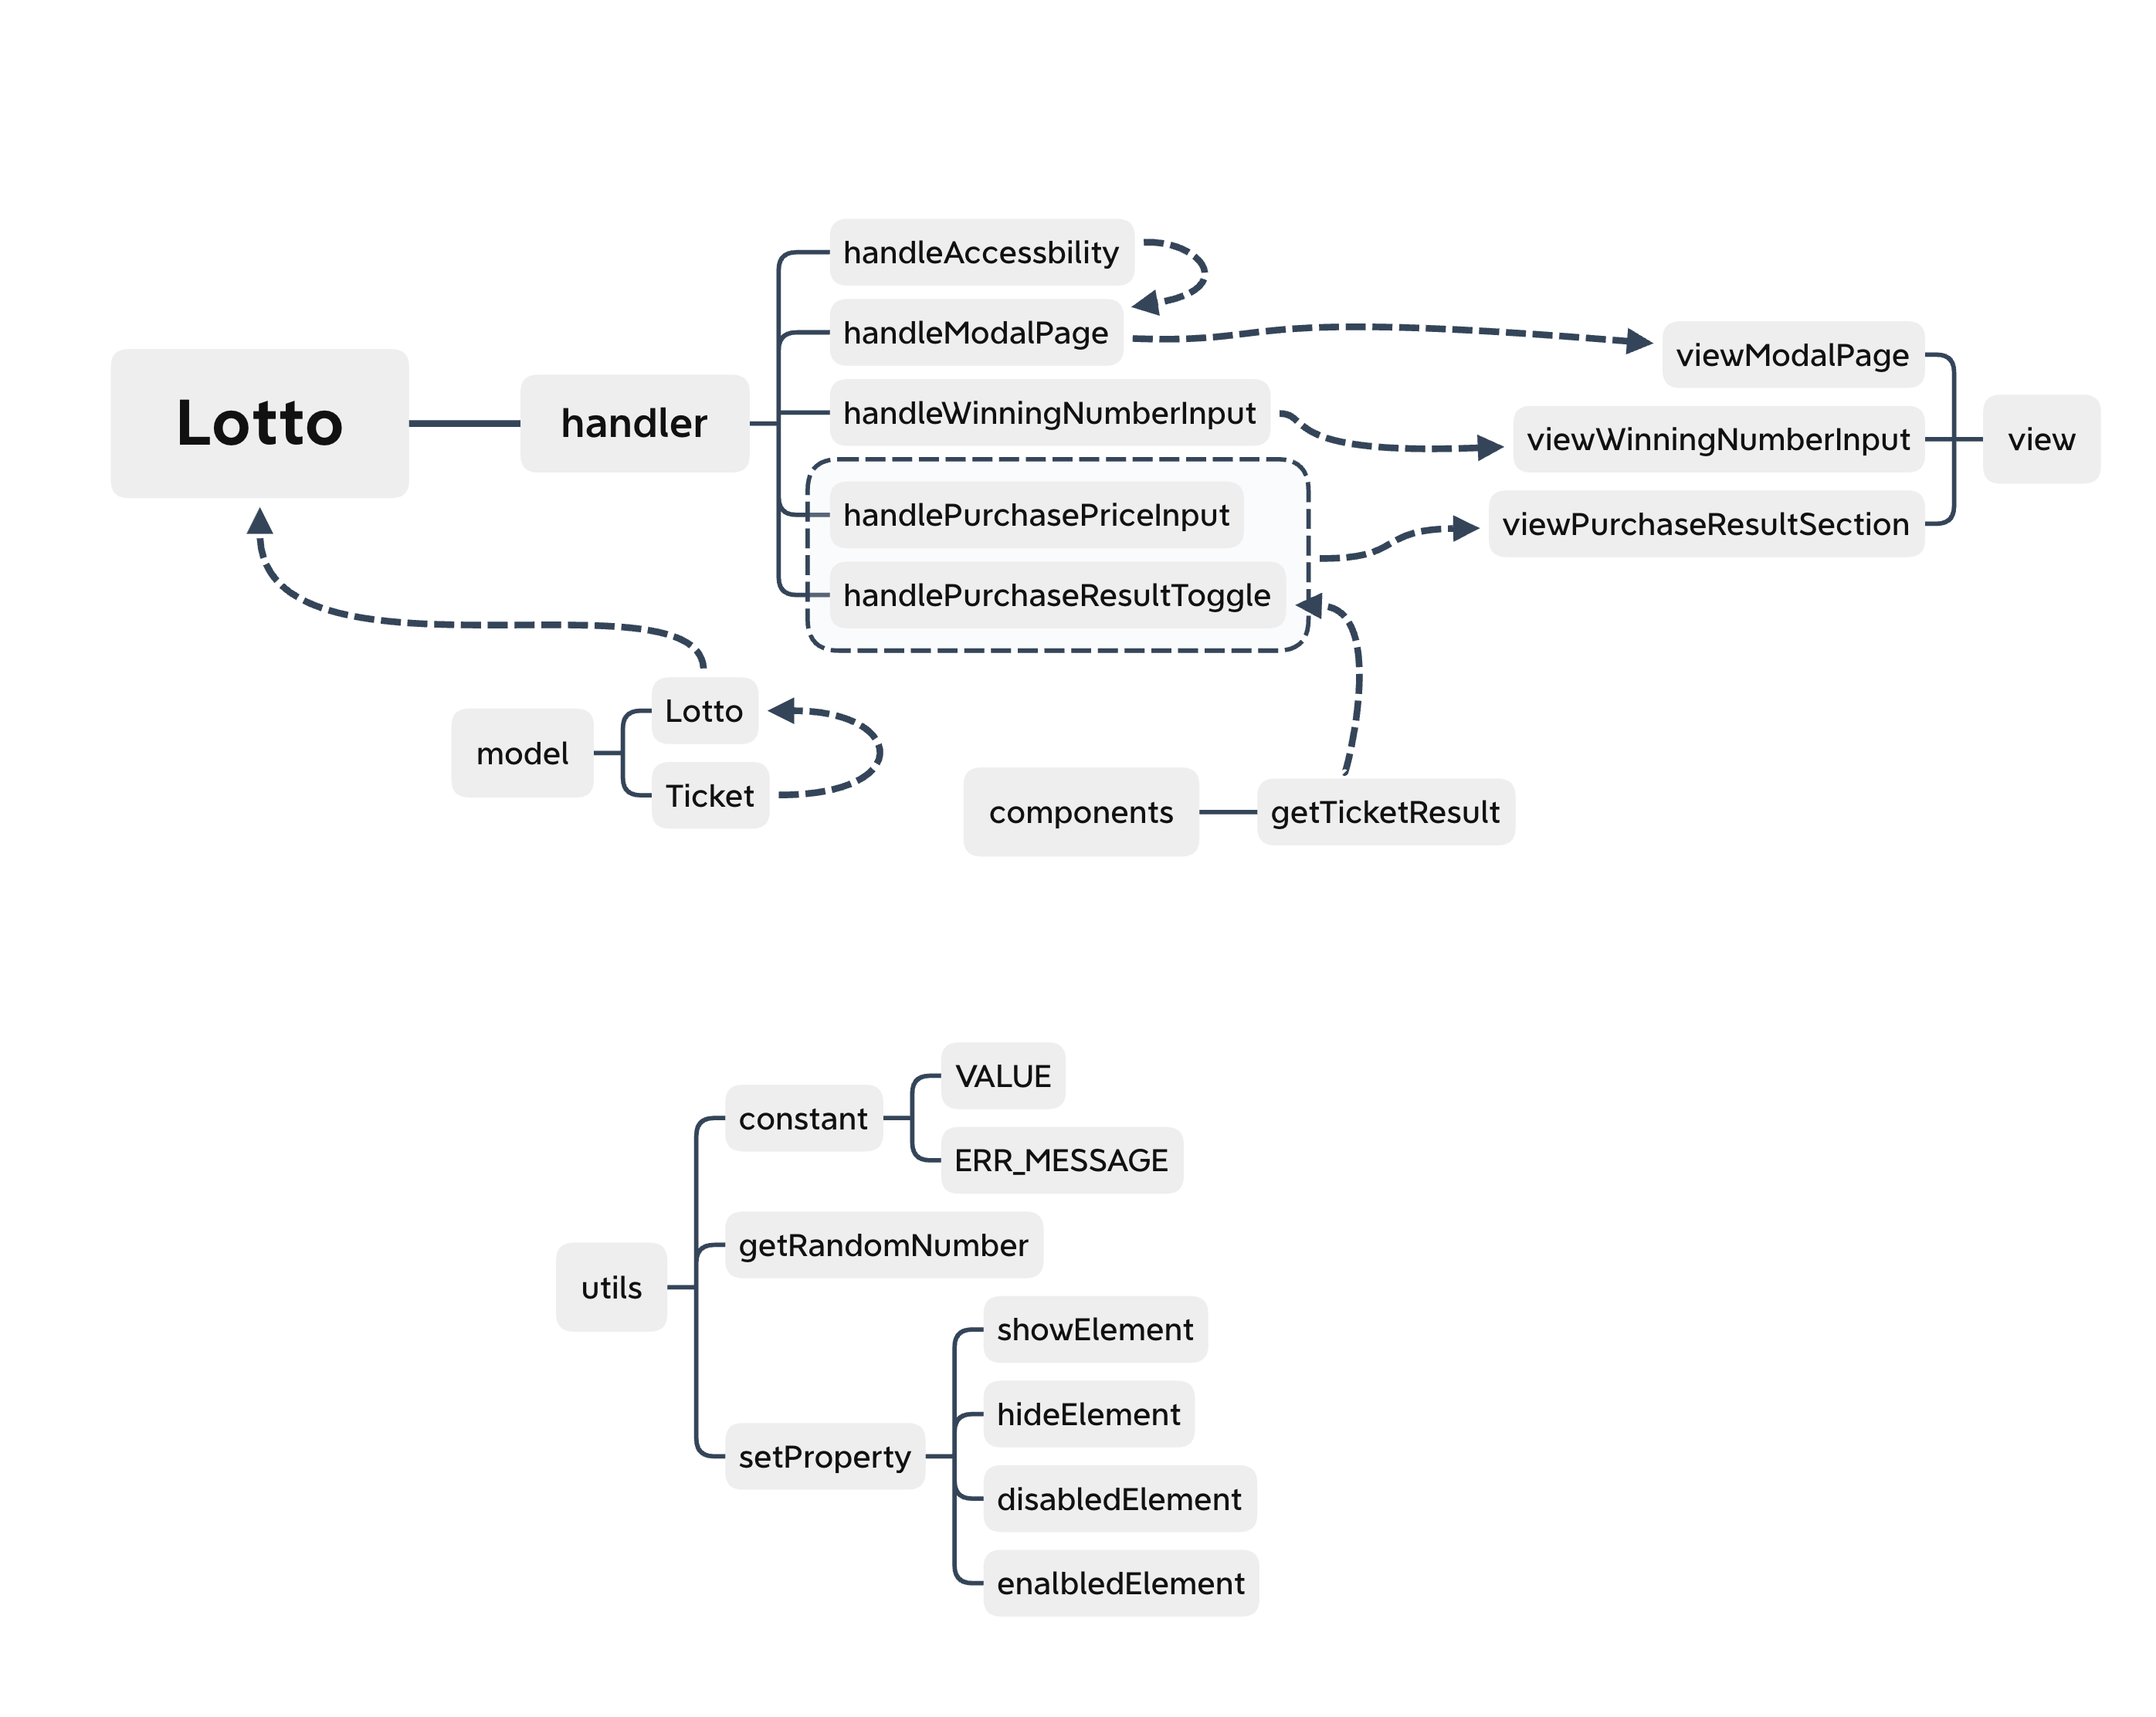 Lotto
handler
handleAccessbility
handleModalPage
handleWinningNumberInput
handlePurchasePriceInput
handlePurchaseResultToggle
viewModalPage
viewWinningNumberInput
viewPurchaseResultSection
view
model
Lotto
Ticket
components
getTicketResult
utils
constant
VALUE
ERR_MESSAGE
getRandomNumber
setProperty
showElement
hideElement
disabledElement
enalbledElement